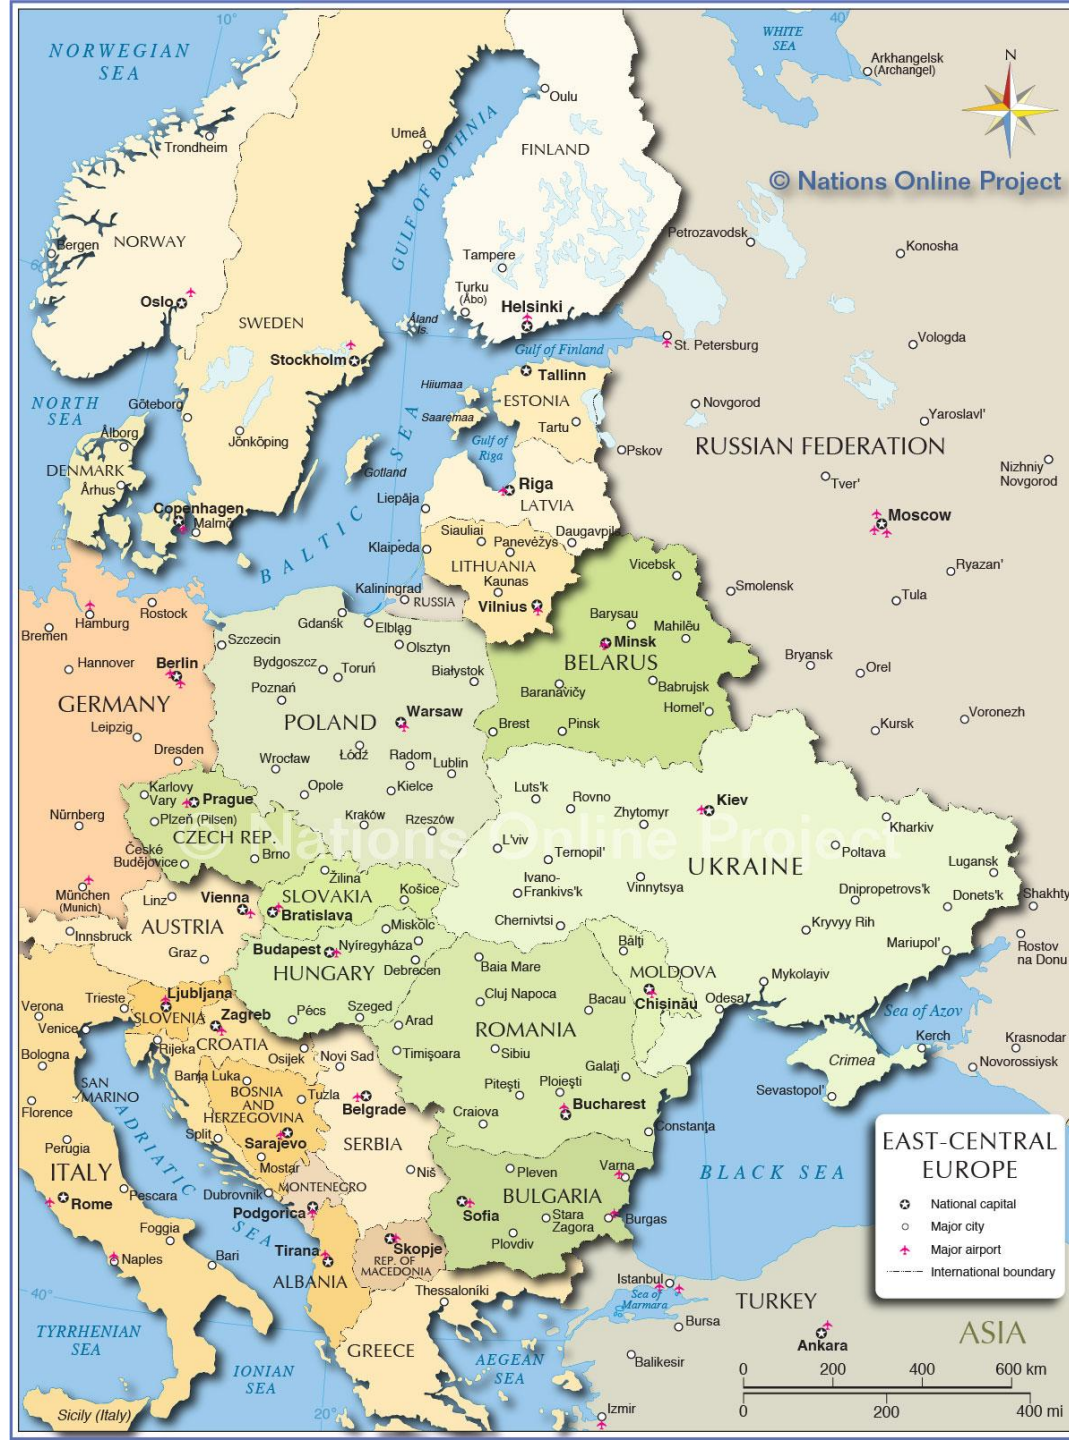 10°
40°
NORWEGIAN
SEA
WHITE
SEA
Arkhangelsk
(Archangel)
N
Oulu
Umeå
Trondheim
GULF OF BOTHNIA
FINLAND
© Nations Online Project
Petrozavodsk
Konosha
Bergen
NORWAY
Tampere
Turku
(Åbo)
Helsinki
Oslo
SWEDEN
Åland
Is.
Gulf of Finland
St. Petersburg
Vologda
Stockholm
Tallinn
Hiiumaa
ESTONIA
Saaremaa
Tartu
Novgorod
Yaroslavl'
NORTH
SEA
Göteborg
Jönköping
Ålborg
DENMARK
Århus
Gotland
Gulf of
Riga
Pskov
RUSSIAN FEDERATION
Nizhniy
Novgorod
Tver'
Riga
LATVIA
Liepāja
Copenhagen
Malmö
Moscow
BALTIC SEA
Siauliai
Panevėžys
Daugavpils
Klaipeda
LITHUANIA
Kaunas
Vilnius
Vicebsk
Ryazan'
Smolensk
Tula
Kaliningrad
RUSSIA
Rostock
Hamburg
Bremen
Gdańśk
Elbląg
Olsztyn
Barysau
Minsk
Mahilëu
BELARUS
Bryansk
Orel
Szczecin
Hannover
Berlin
Bydgoszcz
Toruń
Białystok
Baranavičy
Babrujsk
Homel'
Poznań
GERMANY
POLAND
Warsaw
Brest
Pinsk
Kursk
Voronezh
Leipzig
Dresden
Wrocław
Łódź
Radom
Lublin
Karlovy
Vary
Prague
Opole
Kielce
Luts'k
Rovno
Zhytomyr
Kiev
Nürnberg
Plzeň (Pilsen)
CZECH REP.
Kraków
Rzeszów
Kharkiv
© Nations Online Project
České
Budějovice
Brno
L'viv
Ternopil'
Poltava
UKRAINE
Lugansk
Žilina
SLOVAKIA
Košice
Ivano-
Frankivs'k
Vinnytsya
Dnipropetrovs'k
Donets'k
Shakhty
München
(Munich)
Linz
Vienna
Bratislava
Chernivtsi
Kryvyy Rih
Innsbruck
AUSTRIA
Graz
Miskolc
Budapest
Nyíregyháza
HUNGARY
Debrecen
Bălţi
Mariupol'
Rostov
na Donu
Baia Mare
MOLDOVA
Mykolayiv
Chişinău
Odesa
Ljubljana
Trieste
SLOVENIA
Zagreb
CROATIA
Pécs
Szeged
Arad
Cluj Napoca
Bacau
ROMANIA
Sea of Azov
Kerch
Krasnodar
Novorossiysk
Crimea
Sevastopol'
Verona
Venice
Bologna
Rijeka
Osijek
Novi Sad
Timişoara
Sibiu
Galaţi
SAN
MARINO
Banja Luka
BOSNIA
AND
HERZEGOVINA
Tuzla
Belgrade
Piteşti
Ploieşti
Bucharest
Craiova
Constanţa
Florence
Perugia
ADRIATIC SEA
Split
Sarajevo
Mostar
SERBIA
Niš
ITALY
Rome
Pescara
Dubrovnik
MONTENEGRO
Podgorica
Pleven
Varna
BULGARIA
Sofia
Stara
Zagora
Burgas
Plovdiv
BLACK SEA
EAST-CENTRAL
EUROPE
National capital
Major city
Major airport
International boundary
Foggia
Naples
Bari
Tirana
ALBANIA
Skopje
REP. OF
MACEDONIA
Thessaloníki
Istanbul
Sea of
Marmara
TURKEY
Bursa
Ankara
Balikesir
ASIA
40°
TYRRHENIAN
SEA
IONIAN
SEA
GREECE
AEGEAN
SEA
Sicily (Italy)
20°
Izmir
0 200 400 600 km
0 200 400 mi